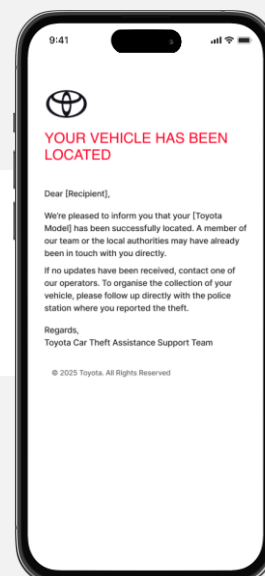 9:41
YOUR VEHICLE HAS BEEN
LOCATED
Dear [Recipient],
We're pleased to inform you that your [Toyota
Model] has been successfully located. A member of
our team or the local authorities may have already
been in touch with you directly.
If no updates have been received, contact one of
our operators. To organise the collection of your
vehicle, please follow up directly with the police
station where you reported the theft.
Regards,
Toyota Car Theft Assistance Support Team
© 2025 Toyota. All Rights Reserved